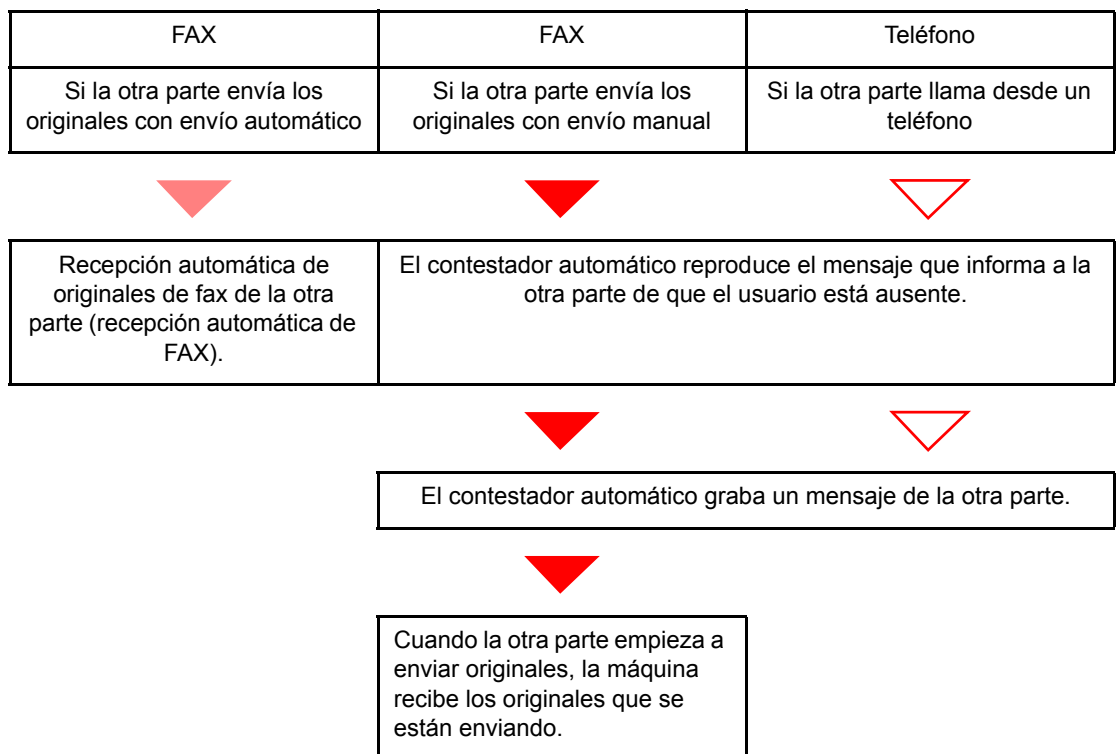 FAX
FAX
Teléfono
Si la otra parte envía los
originales con envío automático
Si la otra parte envía los
originales con envío manual
Si la otra parte llama desde un
teléfono
Recepción automática de
originales de fax de la otra
parte (recepción automática de
FAX).
El contestador automático reproduce el mensaje que informa a la
otra parte de que el usuario está ausente.
El contestador automático graba un mensaje de la otra parte.
Cuando la otra parte empieza a
enviar originales, la máquina
recibe los originales que se
están enviando.